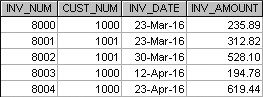 INV_NUM CUST_NUM INV_DATE INV_AMOUNT
8000 1000 23-Mar-16 235.89
8001 1001 23-Mar-16 312.82
8002 1001 30-Mar-16 528.10
8003 1000 12-Apr-16 194.78
8004 1000 23-Apr-16 619.44